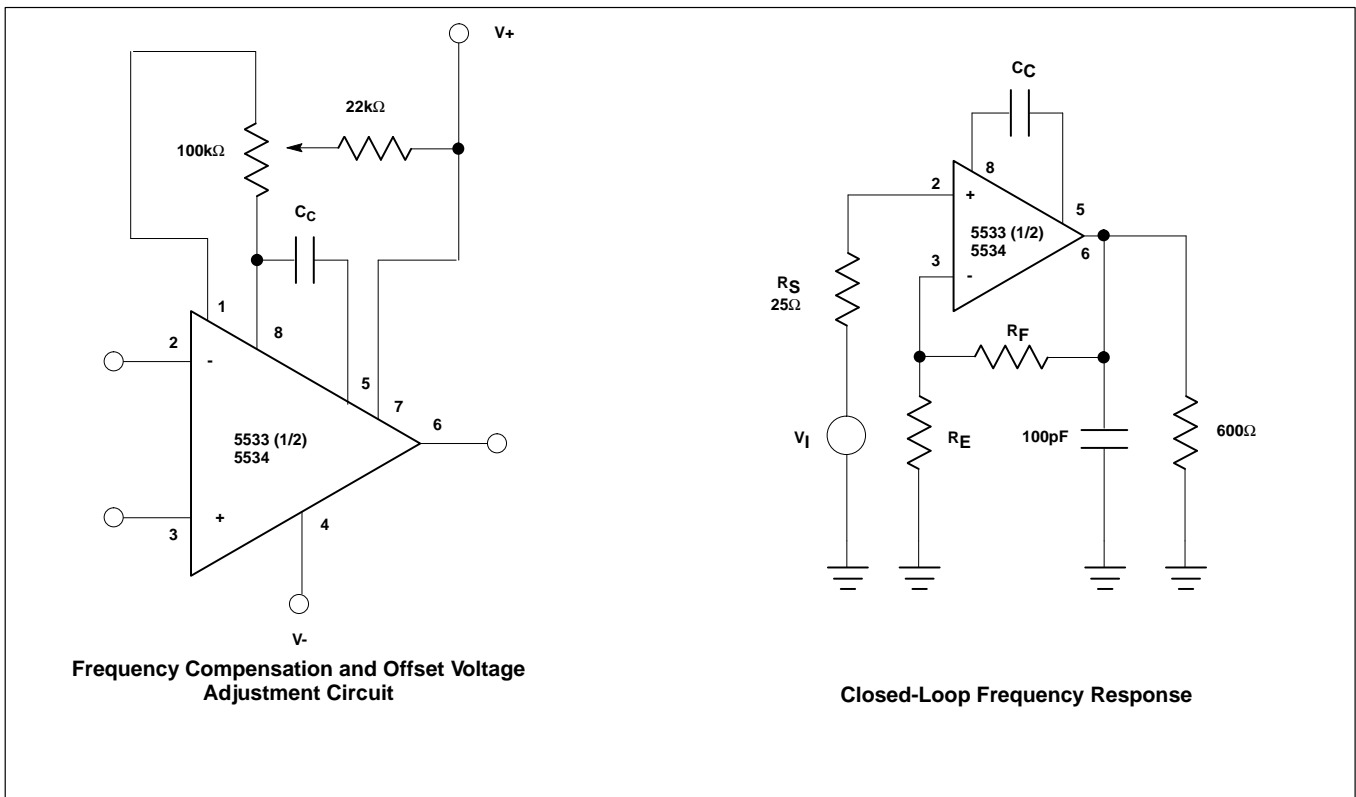 V+
22kΩ
100kΩ
CC
1
8
2
-
5
7
6
5533 (1/2)
5534
+
3
4
V-
Frequency Compensation and Offset Voltage
Adjustment Circuit
CC
8
2
+
5
5533 (1/2)
5534
6
3
-
RS
25Ω
RF
VI
RE
100pF
600Ω
Closed-Loop Frequency Response